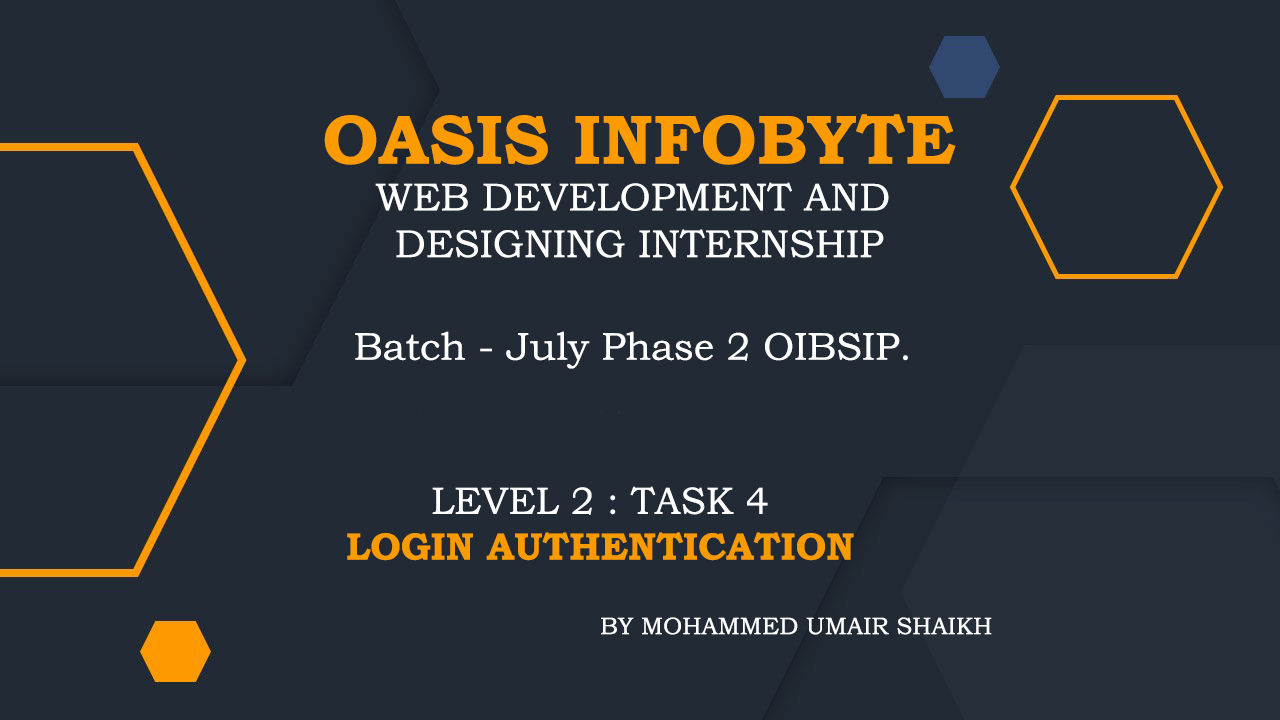 OASIS INFOBYTE
WEB DEVELOPMENT AND
DESIGNING INTERNSHIP
Batch - July Phase 2 OIBSIP.
LEVEL 2 : TASK 4
LOGIN AUTHENTICATION
BY MOHAMMED UMAIR SHAIKH